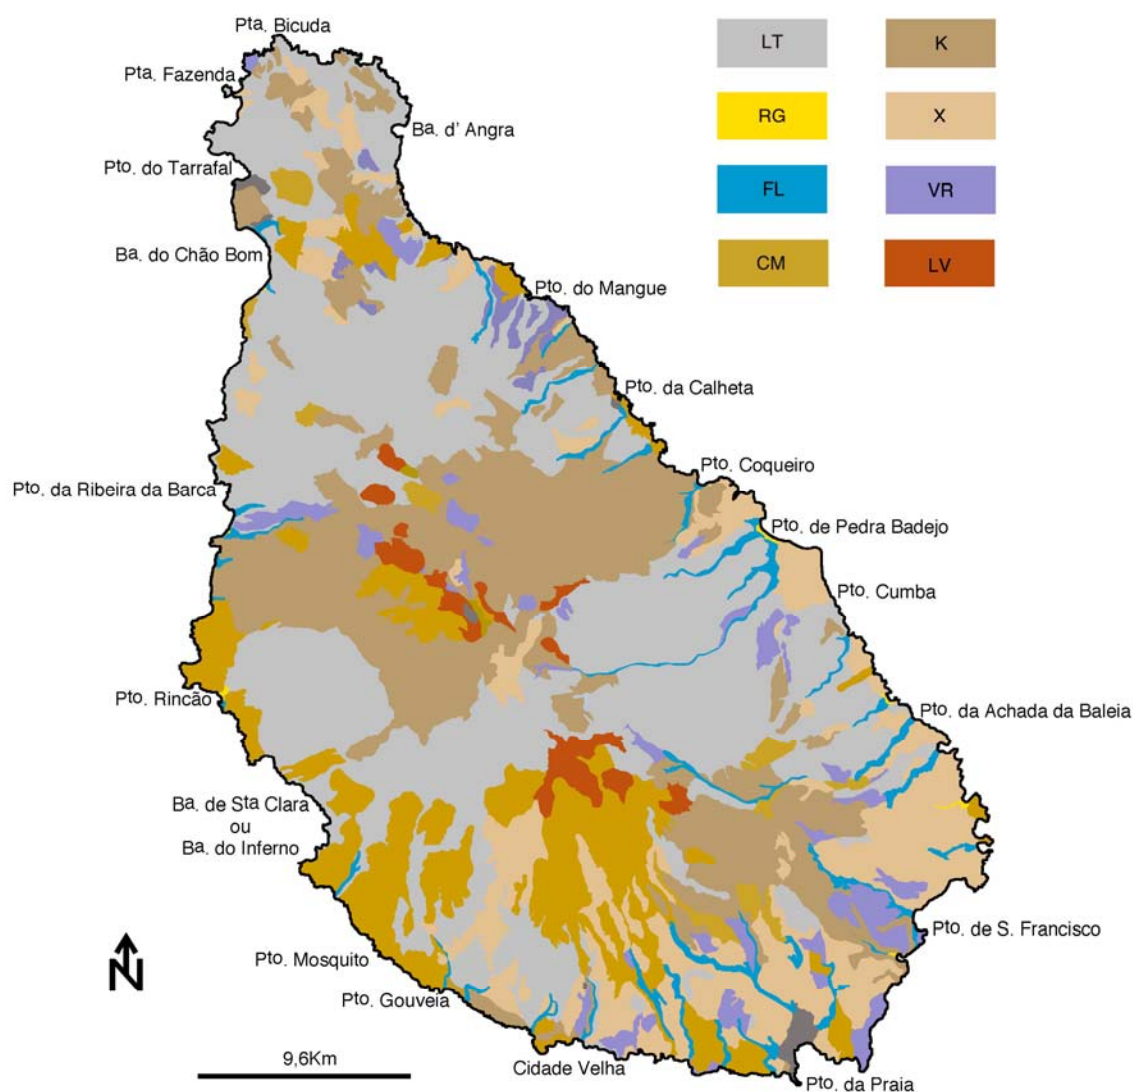 Pta. Bicuda
LT
K
Pta. Fazenda
RG
X
Ba. d' Angra
Pto. do Tarrafal
FL
VR
Ba. do Chão Bom
CM
LV
Pto. do Mangue
Pto. da Calheta
Pto. Coqueiro
Pto. da Ribeira da Barca
Pto. de Pedra Badejo
Pto. Cumba
Pto. Rincão
Pto. da Achada da Baleia
Ba. de Sta Clara
ou
Ba. do Inferno
Pto. de S. Francisco
N
Pto. Mosquito
Pto. Gouveia
9,6Km
Cidade Velha
Pto. da Praia